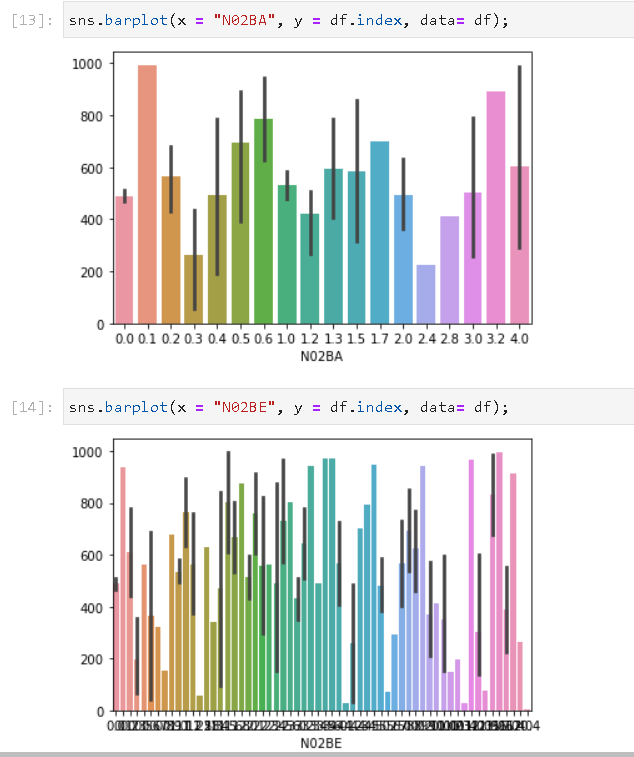 [13]: sns.barplot(x = "N02BA", y = df.index, data= df);
1000
800
600
400
200
0
0.0 0.1 0.2 0.3 0.4 0.5 0.6 1.0 1.2 1.3 1.5 1.7 2.0 2.4 2.8 3.0 3.2 4.0
N02BA
[14]: sns.barplot(x = "N02BE", y = df.index, data= df);
1000
800
600
400
200
0
N02BE